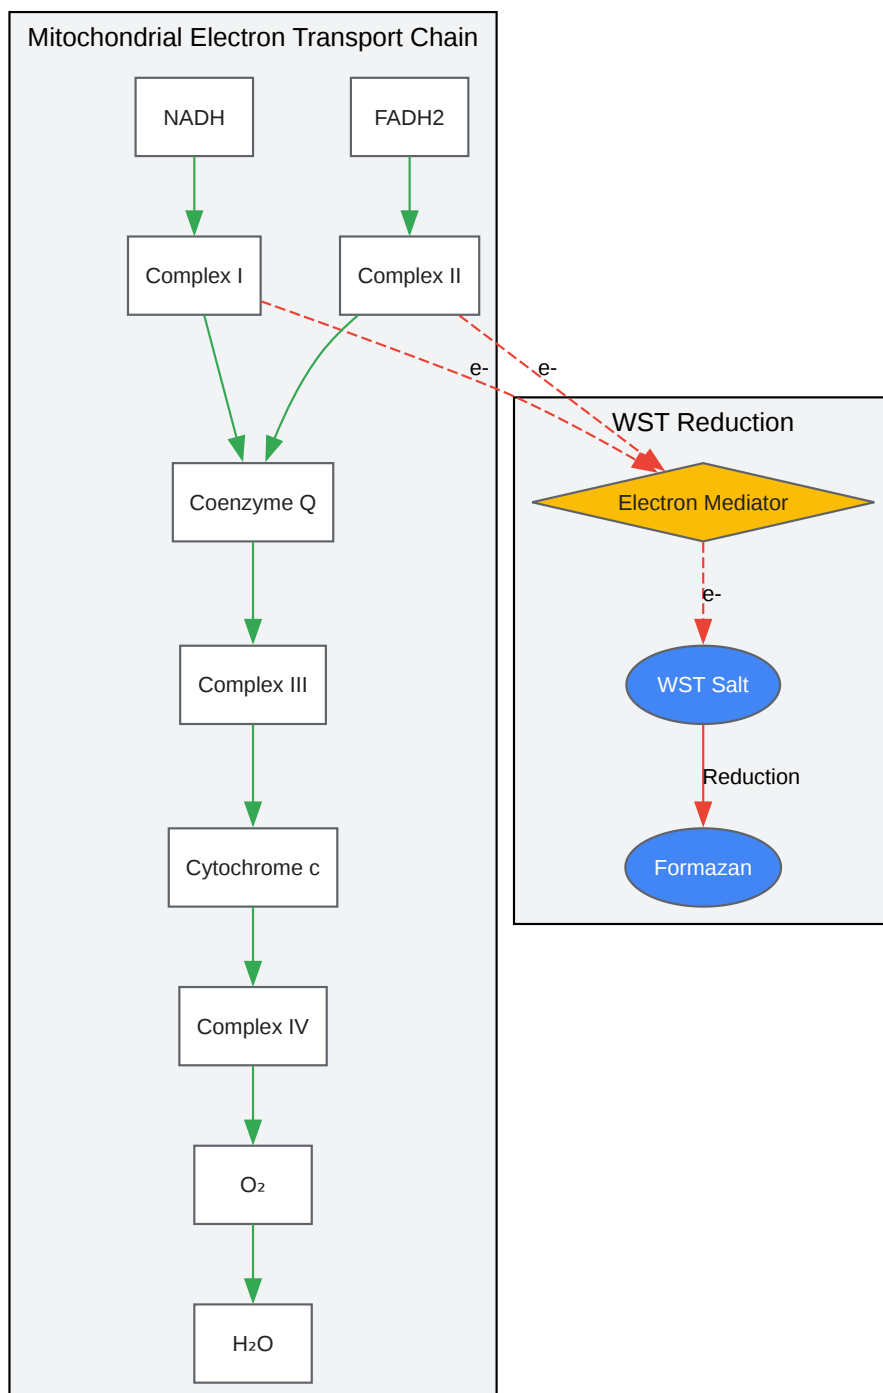 Mitochondrial Electron Transport Chain
NADH
FADH2
Complex I
Complex II
e-
e-
WST Reduction
Coenzyme Q
Electron Mediator
e-
Complex III
WST Salt
Reduction
Cytochrome c
Formazan
Complex IV
O₂
H₂O